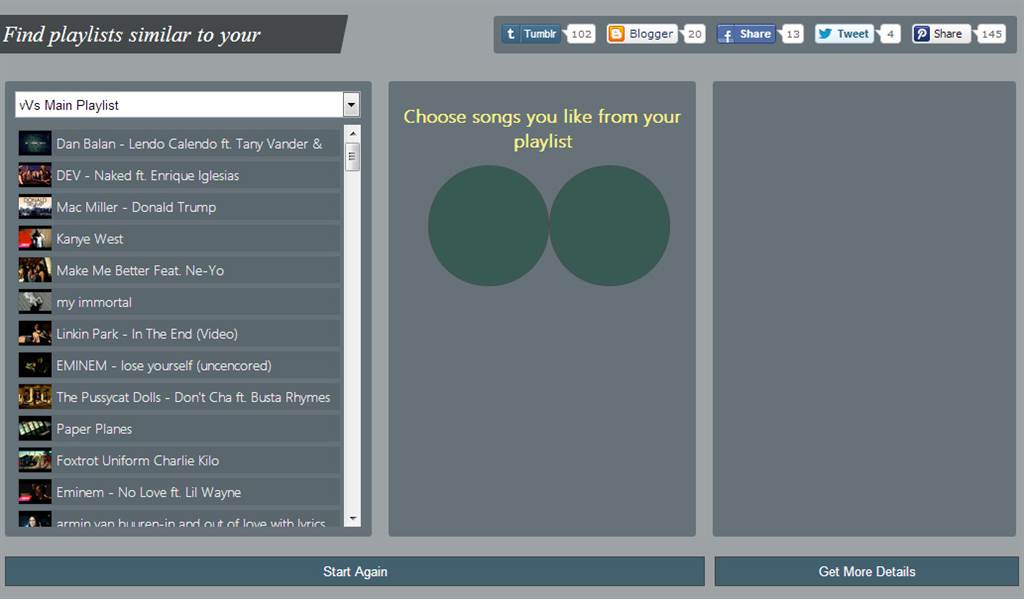 Find playlists similar to your
Tumblr 102 Blogger 20 Share 13 Tweet 4 Share 145
vVs Main Playlist
Dan Balan - Lendo Calendo ft. Tany Vander &
DEV - Naked ft. Enrique Iglesias
Mac Miller - Donald Trump
Kanye West
Make Me Better Feat. Ne-Yo
my immortal
Linkin Park - In The End (Video)
EMINEM - lose yourself (uncencored)
The Pussycat Dolls - Don't Cha ft. Busta Rhymes
Paper Planes
Foxtrot Uniform Charlie Kilo
Eminem - No Love ft. Lil Wayne
armin van buuren-in and out of love with lyrics
Choose songs you like from your
playlist
Start Again
Get More Details